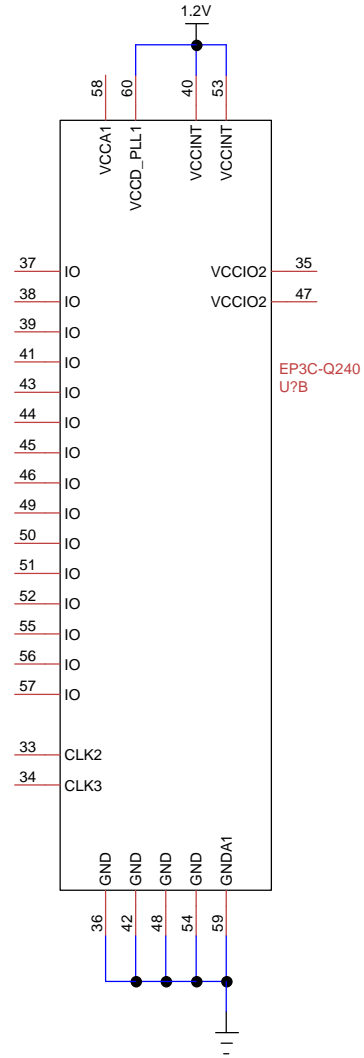 1.2V
58
60
40
53
VCCA1
VCCD_PLL1
VCCINT
VCCINT
37 IO
VCCIO2 35
38 IO
VCCIO2 47
39 IO
41 IO
EP3C-Q240
43 IO
U?B
44 IO
45 IO
46 IO
49 IO
50 IO
51 IO
52 IO
55 IO
56 IO
57 IO
33 CLK2
34 CLK3
GND
GND
GND
GND
GNDA1
36
42
48
54
59